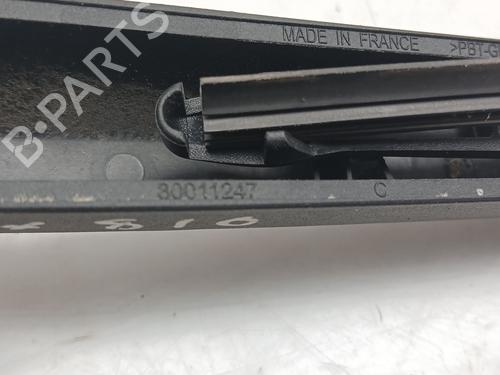 MADE IN FRANCE >PBT-G
B-PARTS
30011247 C